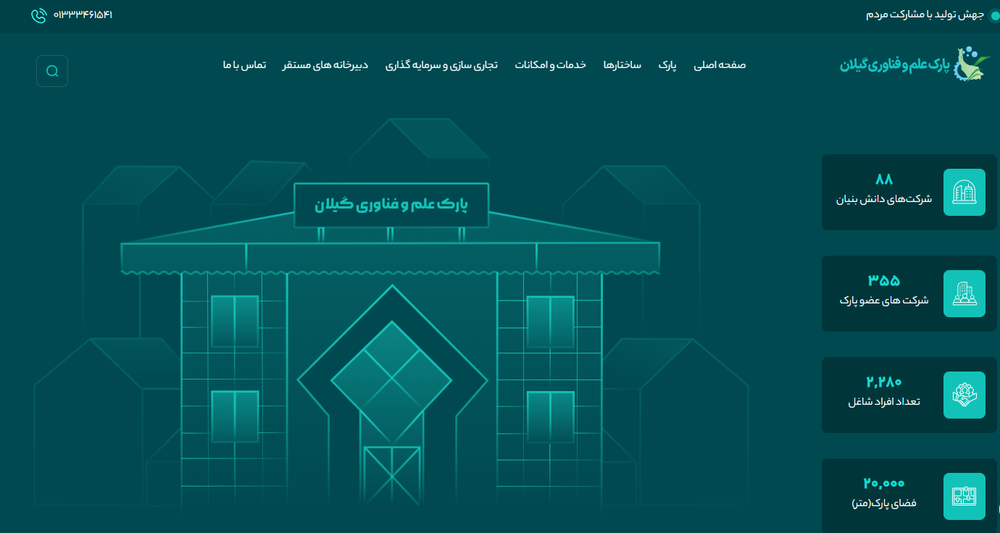 جهش تولید با مشارکت مردم
۰۱۳۳۳۴۶۱۵۴۱
پارک علم و فناوری گیلان
صفحه اصلی
پارک
ساختارها
خدمات و امکانات
تجاری سازی و سرمایه گذاری
دبیرخانه های مستقر
تماس با ما
پارک علم و فناوری گیلان
۸۸
شرکت‌های دانش بنیان
۳۵۵
شرکت های عضو پارک
۲,۲۸۰
تعداد افراد شاغل
۲۰,۰۰۰
فضای پارک(متر)